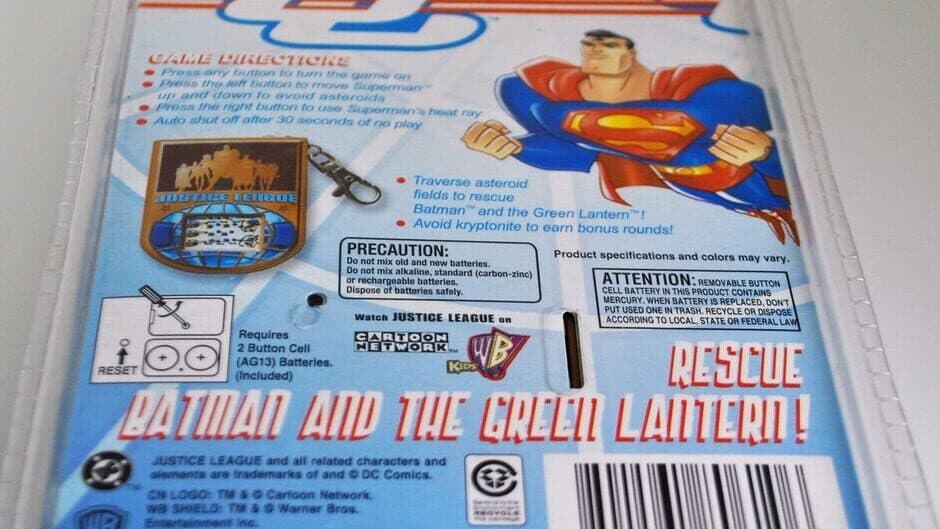 GAME DIRECTIONS
• Press any button to turn the game on
• Press the left button to move Superman™
up and down to avoid asteroids
• Press the right button to use Superman's heat ray
• Auto shut off after 30 seconds of no play
JUSTICE LEAGUE
• Traverse asteroid
fields to rescue
Batman™ and the Green Lantern™!
• Avoid kryptonite to earn bonus rounds!
PRECAUTION:
Do not mix old and new batteries.
Do not mix alkaline, standard (carbon-zinc)
or rechargeable batteries.
Dispose of batteries safely.
Product specifications and colors may vary.
ATTENTION: REMOVABLE BUTTON
CELL BATTERY IN THIS PRODUCT CONTAINS
MERCURY. WHEN BATTERY IS REPLACED, DON'T
PUT USED ONE IN TRASH. RECYCLE OR DISPOSE
ACCORDING TO LOCAL, STATE OR FEDERAL LAW
RESET
Requires
2 Button Cell
(AG13) Batteries.
(Included)
Watch JUSTICE LEAGUE on
CARTOON
NETWORK™
KIDS WB
RESCUE
BATMAN AND THE GREEN LANTERN!
DC
JUSTICE LEAGUE and all related characters and
elements are trademarks of and © DC Comics.
CN LOGO: TM & © Cartoon Network.
WB SHIELD: TM & © Warner Bros.
Entertainment Inc.
WB
RECYCLE